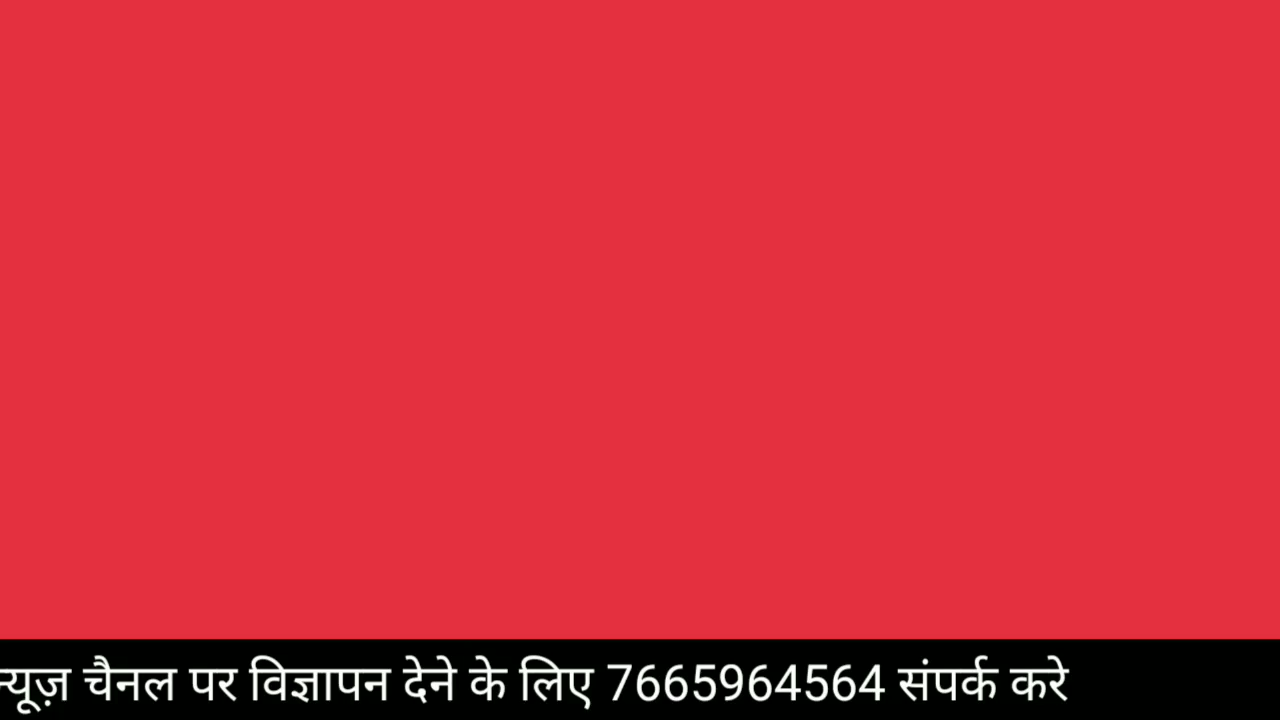 न्यूज़ चैनल पर विज्ञापन देने के लिए 7665964564 संपर्क करे